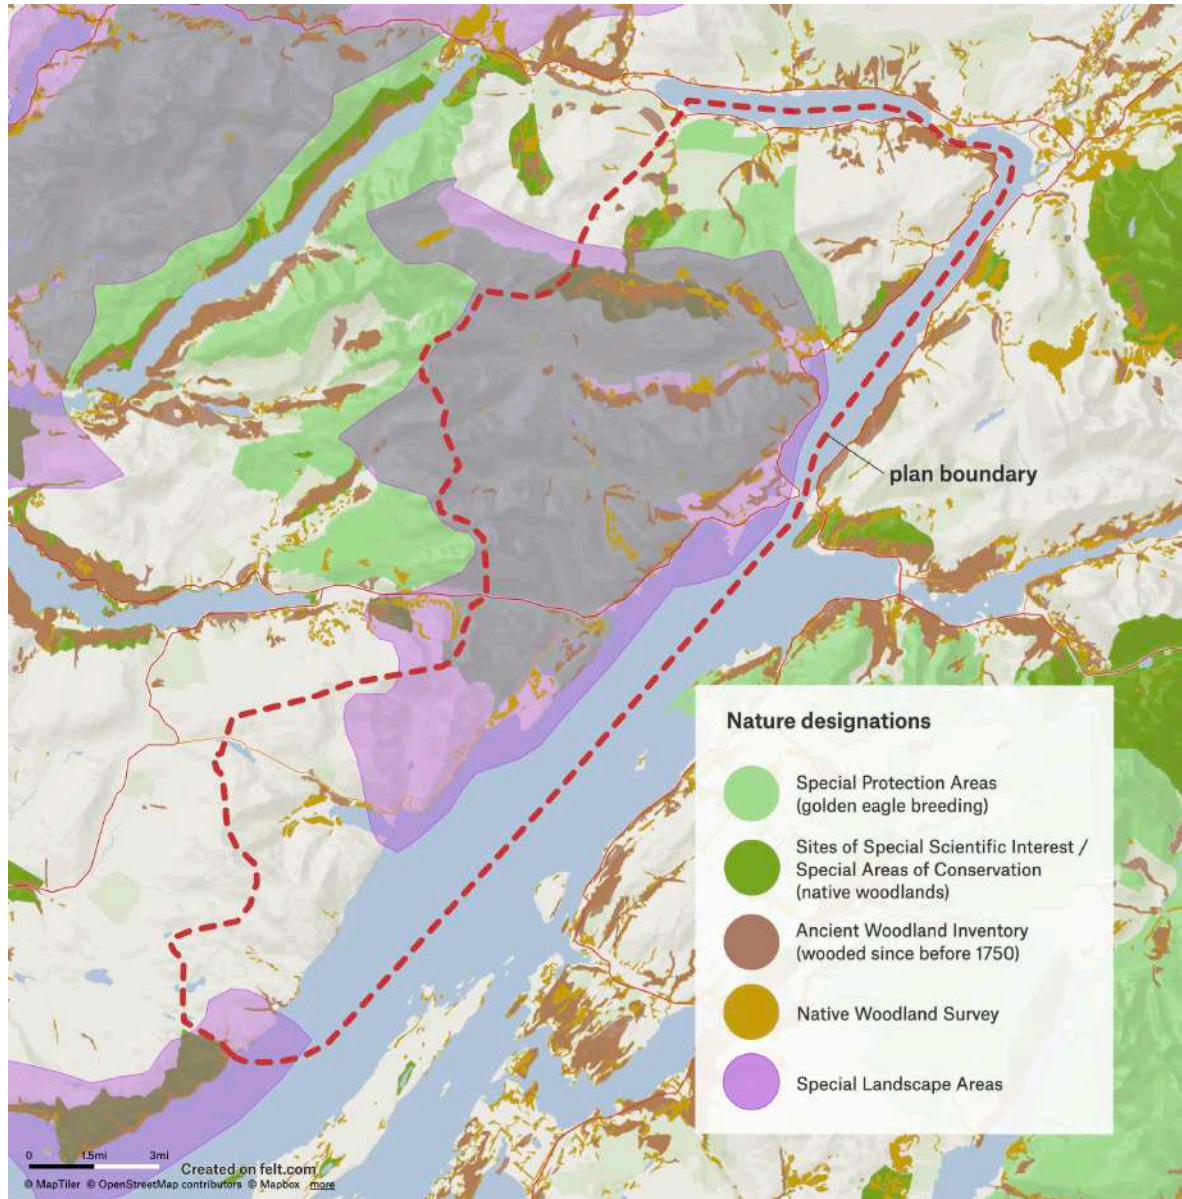 plan boundary
Nature designations
Special Protection Areas
(golden eagle breeding)
Sites of Special Scientific Interest /
Special Areas of Conservation
(native woodlands)
Ancient Woodland Inventory
(wooded since before 1750)
Native Woodland Survey
Special Landscape Areas
0 1.5mi 3mi
Created on felt.com
© MapTiler © OpenStreetMap contributors © Mapbox more